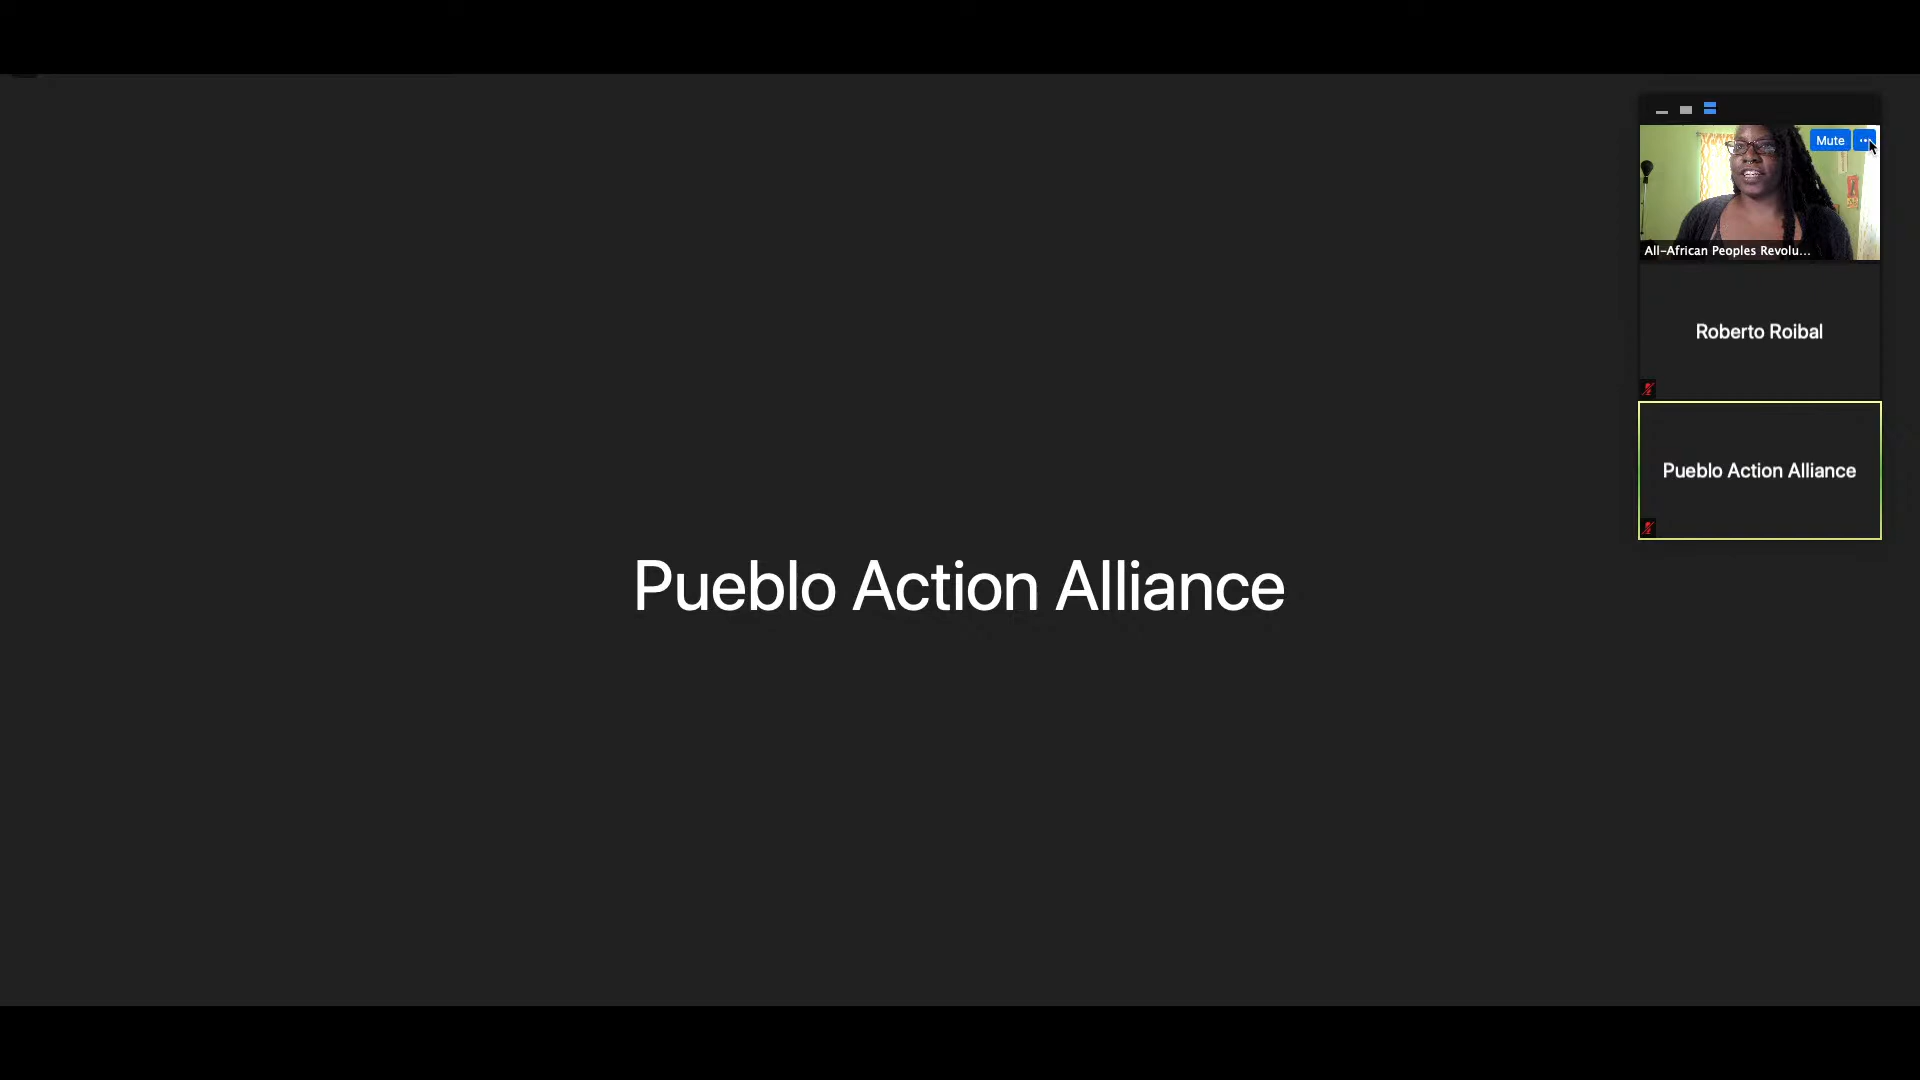 Mute
All-African Peoples Revolu...
Roberto Roibal
Pueblo Action Alliance
Pueblo Action Alliance